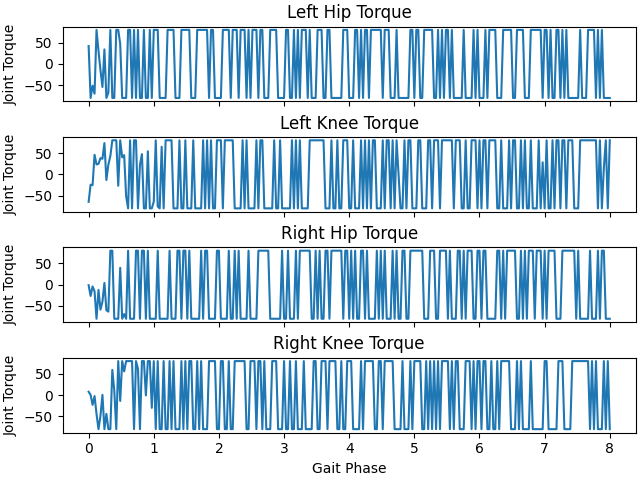 Left Hip Torque
Joint Torque
50
0
−50
Left Knee Torque
Joint Torque
50
0
−50
Right Hip Torque
Joint Torque
50
0
−50
Right Knee Torque
Joint Torque
50
0
−50
0 1 2 3 4 5 6 7 8
Gait Phase